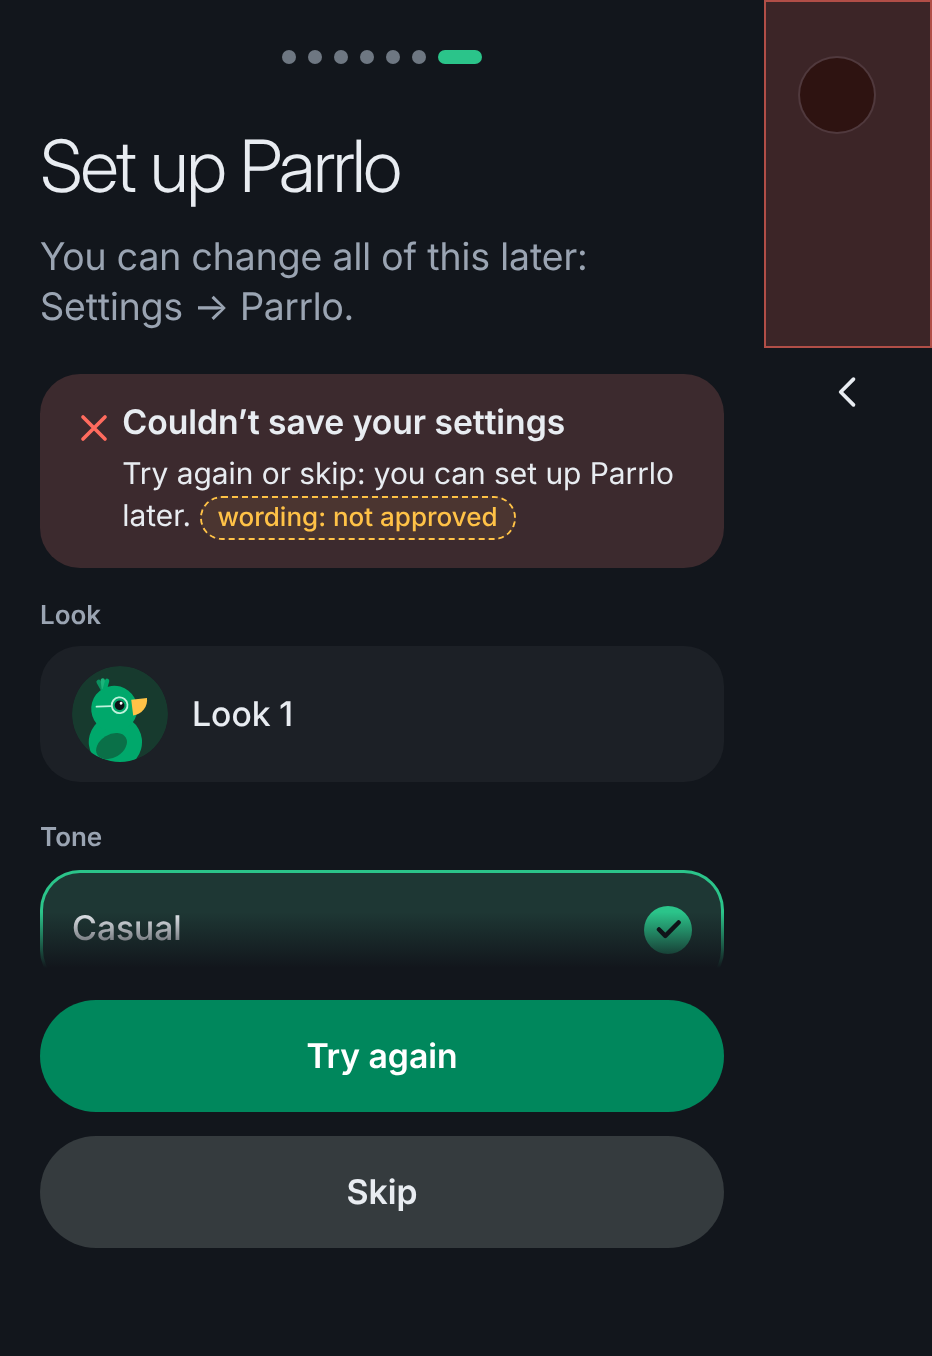 Set up Parrlo
You can change all of this later:
Settings → Parrlo.
Couldn’t save your settings
Try again or skip: you can set up Parrlo
later. wording: not approved
Look
Look 1
Tone
Casual
Try again
Skip